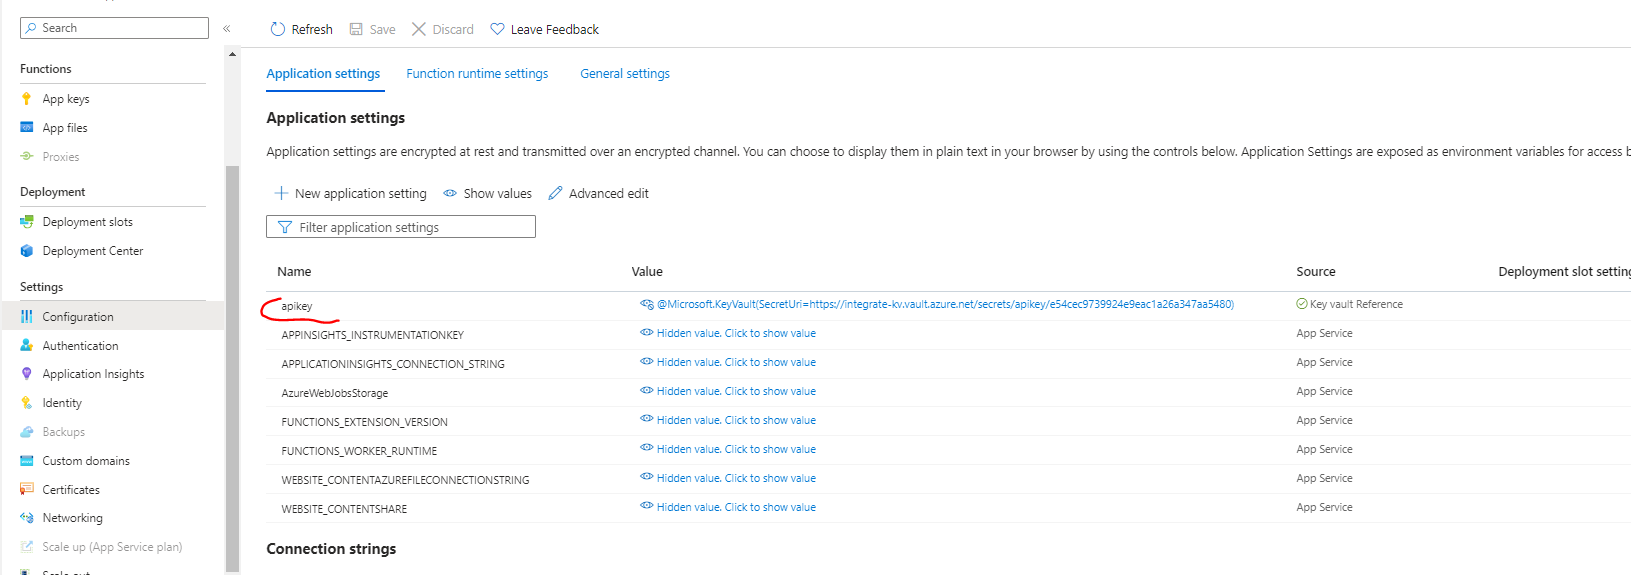 Search
«
Refresh
Save
Discard
Leave Feedback
Functions
App keys
App files
Proxies
Deployment
Deployment slots
Deployment Center
Settings
Configuration
Authentication
Application Insights
Identity
Backups
Custom domains
Certificates
Networking
Scale up (App Service plan)
Application settings Function runtime settings General settings
Application settings
Application settings are encrypted at rest and transmitted over an encrypted channel. You can choose to display them in plain text in your browser by using the controls below. Application Settings are exposed as environment variables for access
New application setting Show values Advanced edit
Filter application settings
Name Value Source Deployment slot setting
apikey @Microsoft.KeyVault(SecretUri=https://integrate-kv.vault.azure.net/secrets/apikey/e54cec9739924e9eac1a26a347aa5480) Key vault Reference
APPINSIGHTS_INSTRUMENTATIONKEY Hidden value. Click to show value App Service
APPLICATIONINSIGHTS_CONNECTION_STRING Hidden value. Click to show value App Service
AzureWebJobsStorage Hidden value. Click to show value App Service
FUNCTIONS_EXTENSION_VERSION Hidden value. Click to show value App Service
FUNCTIONS_WORKER_RUNTIME Hidden value. Click to show value App Service
WEBSITE_CONTENTAZUREFILECONNECTIONSTRING Hidden value. Click to show value App Service
WEBSITE_CONTENTSHARE Hidden value. Click to show value App Service
Connection strings